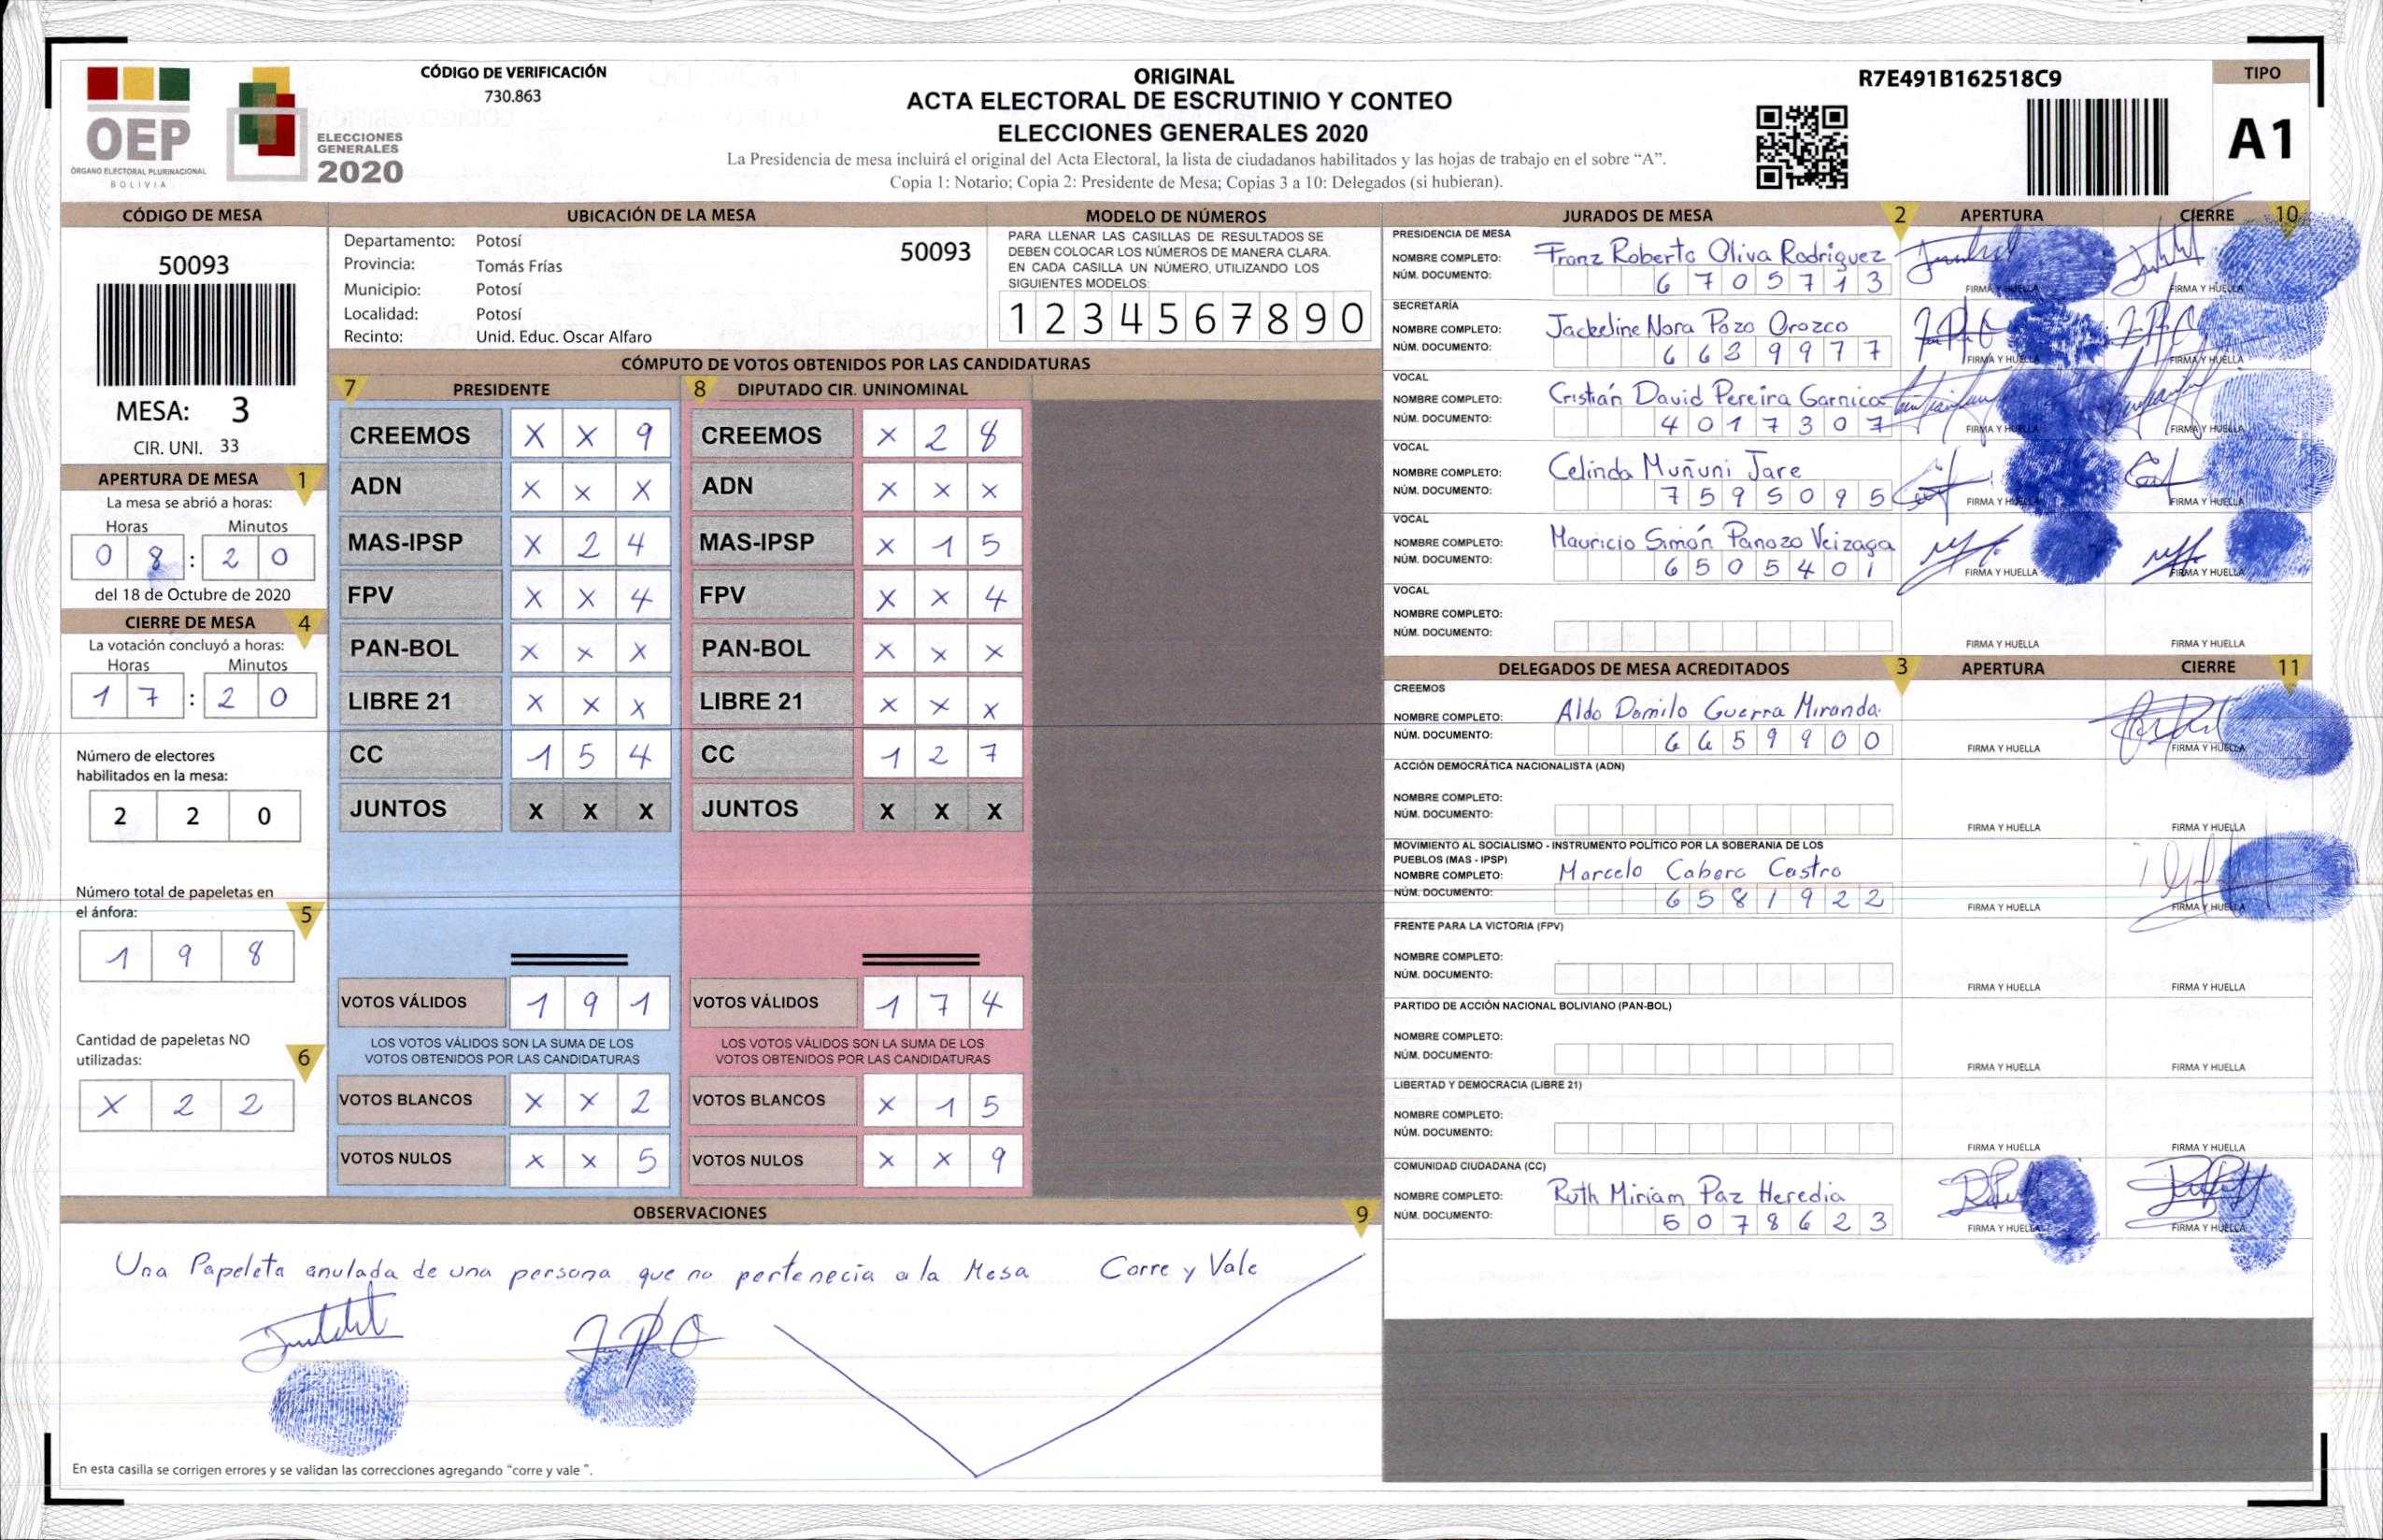 CÓDIGO DE VERIFICACIÓN
730.863
OEP
ÓRGANO ELECTORAL PLURINACIONAL
BOLIVIA
ELECCIONES
GENERALES
2020
ORIGINAL
ACTA ELECTORAL DE ESCRUTINIO Y CONTEO
ELECCIONES GENERALES 2020
La Presidencia de mesa incluirá el original del Acta Electoral, la lista de ciudadanos habilitados y las hojas de trabajo en el sobre “A”.
Copia 1: Notario; Copia 2: Presidente de Mesa; Copias 3 a 10: Delegados (si hubieran).
R7E491B162518C9
TIPO
A1
CÓDIGO DE MESA
50093
MESA: 3
CIR. UNI. 33
APERTURA DE MESA 1
La mesa se abrió a horas:
Horas Minutos
0 8 : 2 0
del 18 de Octubre de 2020
CIERRE DE MESA 4
La votación concluyó a horas:
Horas Minutos
1 7 : 2 0
Número de electores
habilitados en la mesa:
2 2 0
Número total de papeletas en
el ánfora: 5
1 9 8
Cantidad de papeletas NO
utilizadas: 6
X 2 2
UBICACIÓN DE LA MESA
Departamento: Potosí 50093
Provincia: Tomás Frías
Municipio: Potosí
Localidad: Potosí
Recinto: Unid. Educ. Oscar Alfaro
MODELO DE NÚMEROS
PARA LLENAR LAS CASILLAS DE RESULTADOS SE
DEBEN COLOCAR LOS NÚMEROS DE MANERA CLARA.
EN CADA CASILLA UN NÚMERO, UTILIZANDO LOS
SIGUIENTES MODELOS:
1 2 3 4 5 6 7 8 9 0
CÓMPUTO DE VOTOS OBTENIDOS POR LAS CANDIDATURAS
7 PRESIDENTE 8 DIPUTADO CIR. UNINOMINAL
CREEMOS X X 9 CREEMOS X 2 8
ADN X X X ADN X X X
MAS-IPSP X 2 4 MAS-IPSP X 1 5
FPV X X 4 FPV X X 4
PAN-BOL X X X PAN-BOL X X X
LIBRE 21 X X X LIBRE 21 X X X
CC 1 5 4 CC 1 2 7
JUNTOS X X X JUNTOS X X X
VOTOS VÁLIDOS 1 9 1 VOTOS VÁLIDOS 1 7 4
LOS VOTOS VÁLIDOS SON LA SUMA DE LOS LOS VOTOS VÁLIDOS SON LA SUMA DE LOS
VOTOS OBTENIDOS POR LAS CANDIDATURAS VOTOS OBTENIDOS POR LAS CANDIDATURAS
VOTOS BLANCOS X X 2 VOTOS BLANCOS X 1 5
VOTOS NULOS X X 5 VOTOS NULOS X X 9
OBSERVACIONES 9
Una Papeleta anulada de una persona que no pertenecia a la Mesa Corre y Vale
En esta casilla se corrigen errores y se validan las correcciones agregando “corre y vale ”.
JURADOS DE MESA 2 APERTURA CIERRE 10
PRESIDENCIA DE MESA
NOMBRE COMPLETO: Franz Roberto Oliva Rodriguez
NÚM. DOCUMENTO: 6 7 0 5 7 1 3 FIRMA Y HUELLA FIRMA Y HUELLA
SECRETARÍA
NOMBRE COMPLETO: Jackeline Nora Pozo Orozco
NÚM. DOCUMENTO: 6 6 3 9 9 7 7 FIRMA Y HUELLA FIRMA Y HUELLA
VOCAL
NOMBRE COMPLETO: Cristián David Pereira Garnica
NÚM. DOCUMENTO: 4 0 1 7 3 0 7 FIRMA Y HUELLA FIRMA Y HUELLA
VOCAL
NOMBRE COMPLETO: Celinda Muñuni Jare
NÚM. DOCUMENTO: 7 5 9 5 0 9 5 FIRMA Y HUELLA FIRMA Y HUELLA
VOCAL
NOMBRE COMPLETO: Mauricio Simón Panozo Veizaga
NÚM. DOCUMENTO: 6 5 0 5 4 0 1 FIRMA Y HUELLA FIRMA Y HUELLA
VOCAL
NOMBRE COMPLETO:
NÚM. DOCUMENTO: FIRMA Y HUELLA FIRMA Y HUELLA
DELEGADOS DE MESA ACREDITADOS 3 APERTURA CIERRE 11
CREEMOS
NOMBRE COMPLETO: Aldo Domilo Guerra Miranda
NÚM. DOCUMENTO: 6 6 5 9 9 0 0 FIRMA Y HUELLA FIRMA Y HUELLA
ACCIÓN DEMOCRÁTICA NACIONALISTA (ADN)
NOMBRE COMPLETO:
NÚM. DOCUMENTO: FIRMA Y HUELLA FIRMA Y HUELLA
MOVIMIENTO AL SOCIALISMO - INSTRUMENTO POLÍTICO POR LA SOBERANIA DE LOS
PUEBLOS (MAS - IPSP)
NOMBRE COMPLETO: Marcelo Cabero Castro
NÚM. DOCUMENTO: 6 5 8 1 9 2 2 FIRMA Y HUELLA FIRMA Y HUELLA
FRENTE PARA LA VICTORIA (FPV)
NOMBRE COMPLETO:
NÚM. DOCUMENTO: FIRMA Y HUELLA FIRMA Y HUELLA
PARTIDO DE ACCIÓN NACIONAL BOLIVIANO (PAN-BOL)
NOMBRE COMPLETO:
NÚM. DOCUMENTO: FIRMA Y HUELLA FIRMA Y HUELLA
LIBERTAD Y DEMOCRACIA (LIBRE 21)
NOMBRE COMPLETO:
NÚM. DOCUMENTO: FIRMA Y HUELLA FIRMA Y HUELLA
COMUNIDAD CIUDADANA (CC)
NOMBRE COMPLETO: Ruth Miriam Paz Heredia
NÚM. DOCUMENTO: 5 0 7 8 6 2 3 FIRMA Y HUELLA FIRMA Y HUELLA